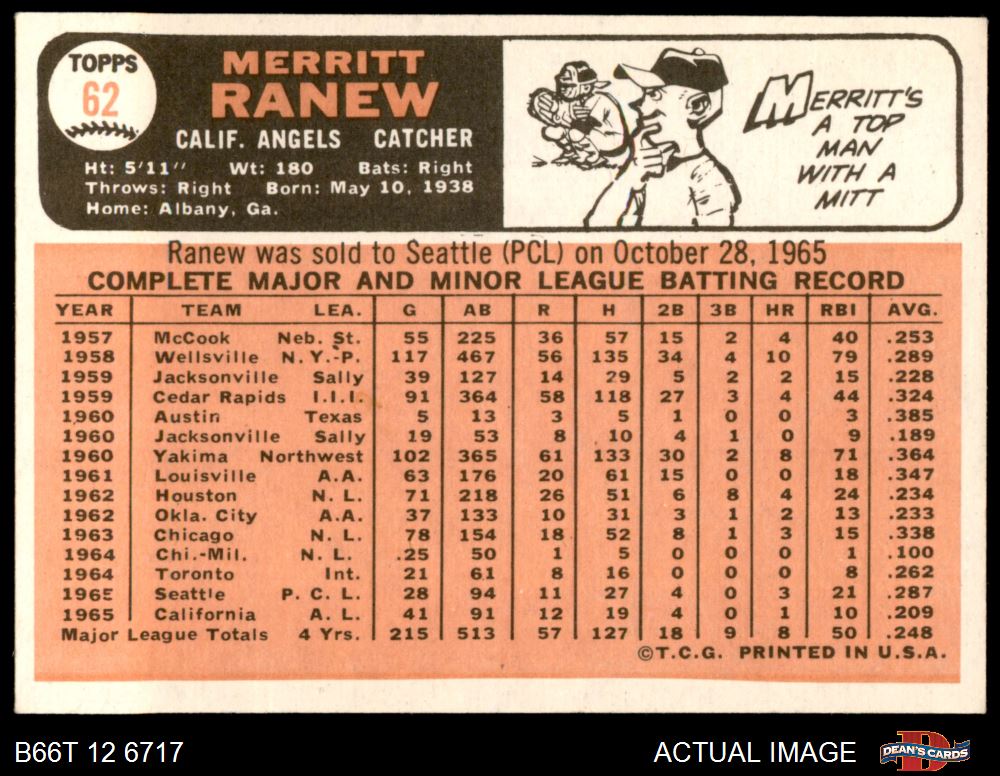 TOPPS
62
MERRITT
RANEW
CALIF. ANGELS CATCHER
Ht: 5'11" Wt: 180 Bats: Right
Throws: Right Born: May 10, 1938
Home: Albany, Ga.
MERRITT'S
A TOP
MAN
WITH A
MITT
Ranew was sold to Seattle (PCL) on October 28, 1965
COMPLETE MAJOR AND MINOR LEAGUE BATTING RECORD
YEAR TEAM LEA. G AB R H 2B 3B HR RBI AVG.
1957 McCook Neb. St. 55 225 36 57 15 2 4 40 .253
1958 Wellsville N.Y.-P. 117 467 56 135 34 4 10 79 .289
1959 Jacksonville Sally 39 127 14 29 5 2 2 15 .228
1959 Cedar Rapids I.I.I. 91 364 58 118 27 3 4 44 .324
1960 Austin Texas 5 13 3 5 1 0 0 3 .385
1960 Jacksonville Sally 19 53 8 10 4 1 0 9 .189
1960 Yakima Northwest 102 365 61 133 30 2 8 71 .364
1961 Louisville A.A. 63 176 20 61 15 0 0 18 .347
1962 Houston N. L. 71 218 26 51 6 8 4 24 .234
1962 Okla. City A.A. 37 133 10 31 3 1 2 13 .233
1963 Chicago N. L. 78 154 18 52 8 1 3 15 .338
1964 Chi.-Mil. N. L. .25 50 1 5 0 0 0 1 .100
1964 Toronto Int. 21 61 8 16 0 0 0 8 .262
1965 Seattle P. C. L. 28 94 11 27 4 0 3 21 .287
1965 California A. L. 41 91 12 19 4 0 1 10 .209
Major League Totals 4 Yrs. 215 513 57 127 18 9 8 50 .248
©T.C.G. PRINTED IN U.S.A.
B66T 12 6717 ACTUAL IMAGE DEAN'S CARDS